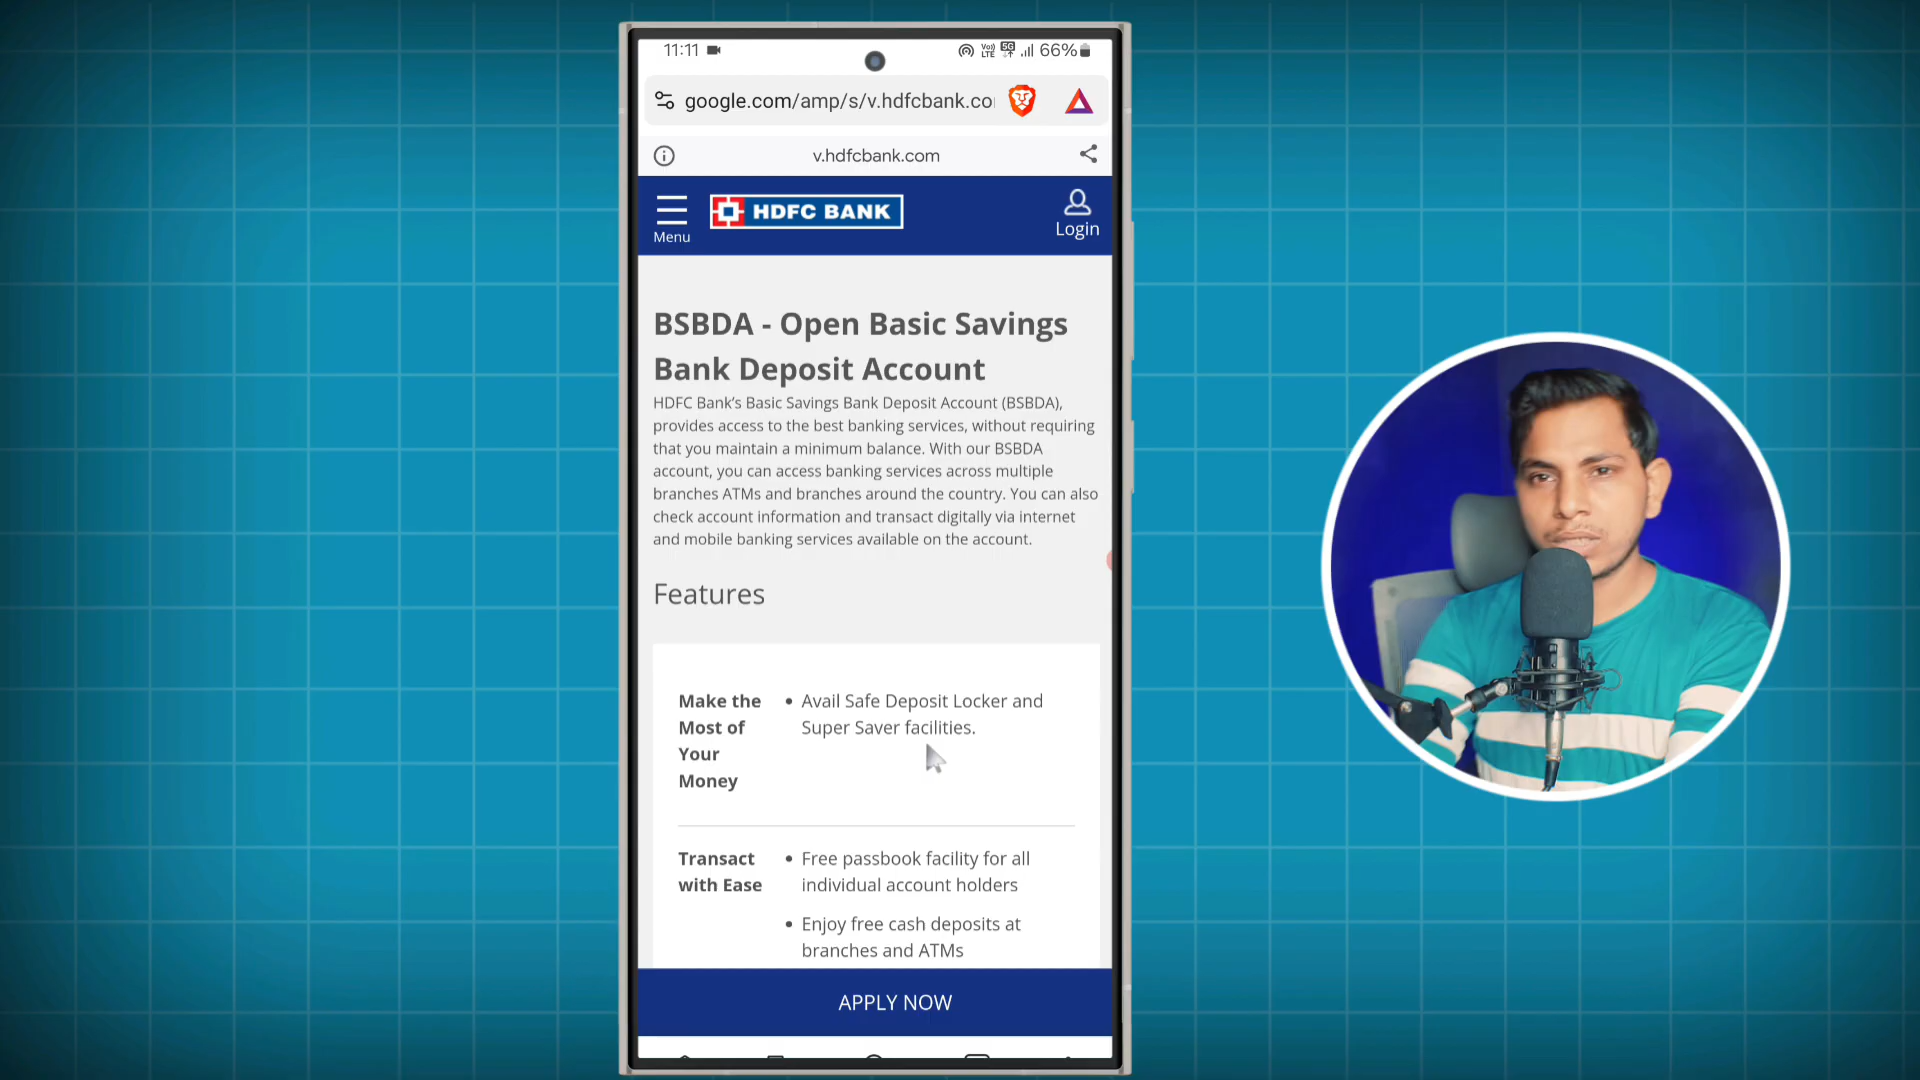 11:11
Vo)) LTE 5G 66%
google.com/amp/s/v.hdfcbank.co
v.hdfcbank.com
Menu
HDFC BANK
Login
BSBDA - Open Basic Savings
Bank Deposit Account
HDFC Bank’s Basic Savings Bank Deposit Account (BSBDA),
provides access to the best banking services, without requiring
that you maintain a minimum balance. With our BSBDA
account, you can access banking services across multiple
branches ATMs and branches around the country. You can also
check account information and transact digitally via internet
and mobile banking services available on the account.
Features
Make the
Most of
Your
Money
• Avail Safe Deposit Locker and
Super Saver facilities.
Transact
with Ease
• Free passbook facility for all
individual account holders
• Enjoy free cash deposits at
branches and ATMs
APPLY NOW